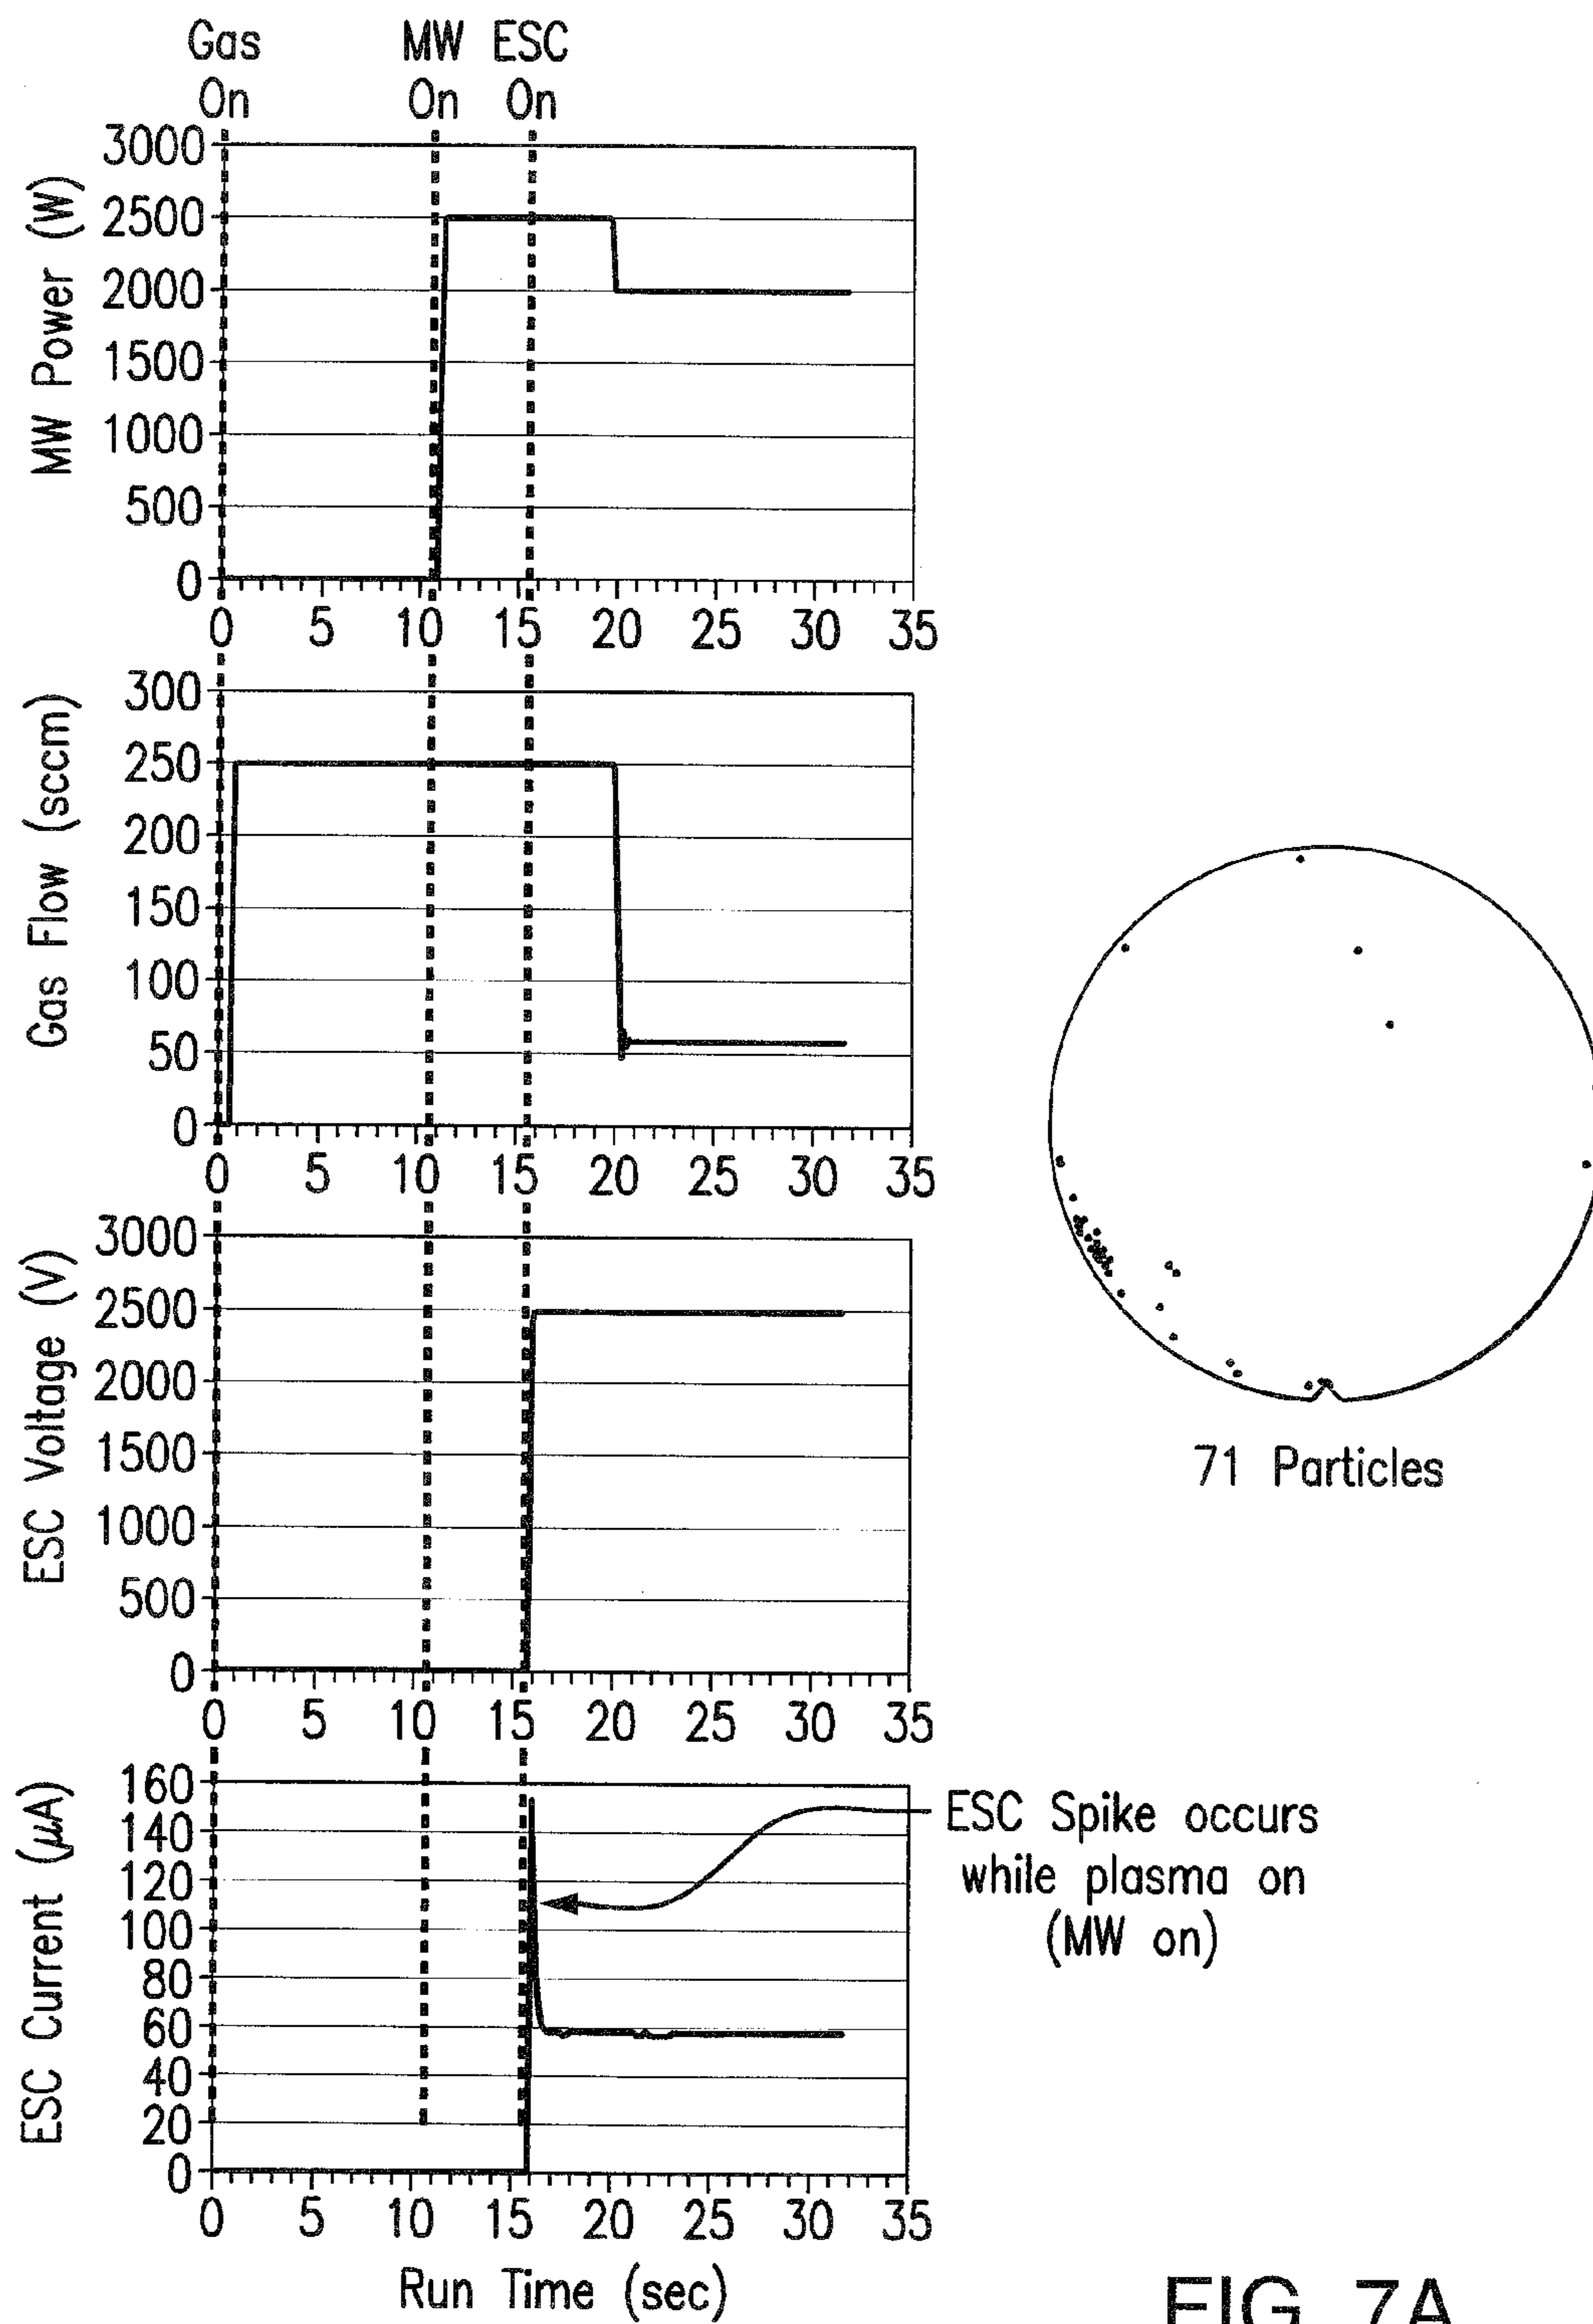 Gas MW ESC
On On On
3000
2500
2000
1500
1000
500
0
MW Power (W)
0 5 10 15 20 25 30 35
300
250
200
150
100
50
0
Gas Flow (sccm)
0 5 10 15 20 25 30 35
3000
2500
2000
1500
1000
500
0
ESC Voltage (V)
0 5 10 15 20 25 30 35
71 Particles
160
140
120
100
80
60
40
20
0
ESC Current (μA)
0 5 10 15 20 25 30 35
Run Time (sec)
ESC Spike occurs
while plasma on
(MW on)
FIG. 7A